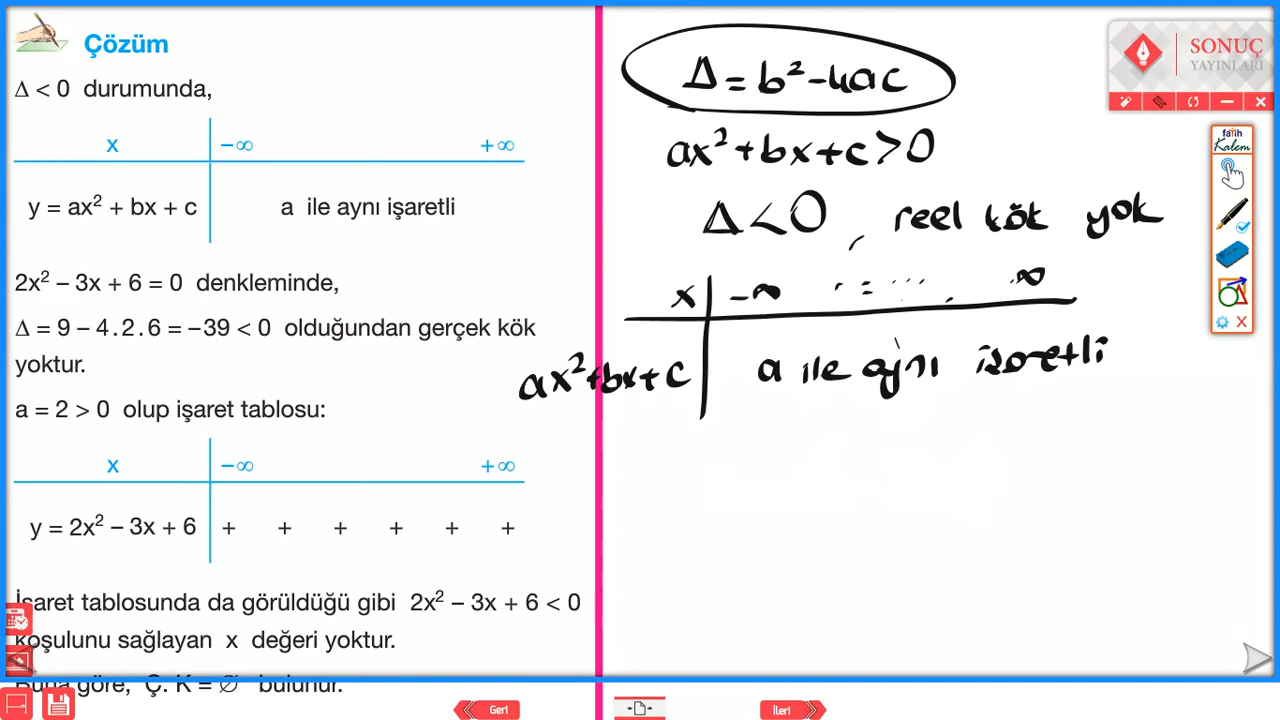 Çözüm
Δ < 0 durumunda,
x −∞ +∞
y = ax² + bx + c a ile aynı işaretli
2x² − 3x + 6 = 0 denkleminde,
Δ = 9 − 4.2.6 = −39 < 0 olduğundan gerçek kök
yoktur.
a = 2 > 0 olup işaret tablosu:
x −∞ +∞
y = 2x² − 3x + 6 + + + + + +
İşaret tablosunda da görüldüğü gibi 2x² − 3x + 6 < 0
koşulunu sağlayan x değeri yoktur.
Buna göre, Ç. K = ∅ bulunur.
Δ = b² − 4ac
ax² + bx + c > 0
Δ < 0, reel kök yok
x −∞ ∞
ax² + bx + c a ile aynı işaretli
SONUÇ
YAYINLARI
fatih
Kalem
Geri
İleri